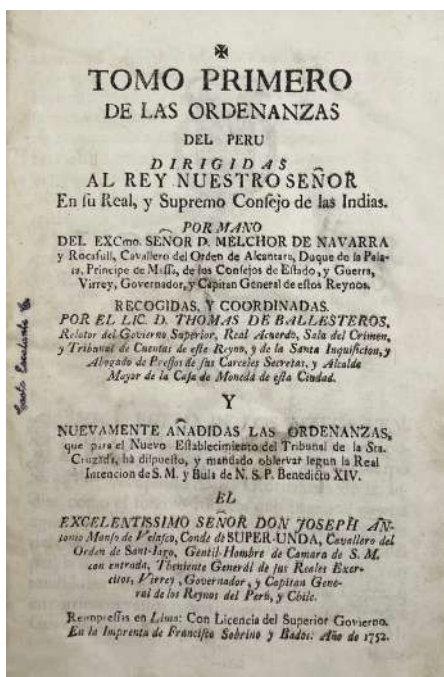 ✠
TOMO PRIMERO
DE LAS ORDENANZAS
DEL PERU
DIRIGIDAS
AL REY NUESTRO SEÑOR
En su Real, y Supremo Consejo de las Indias.
POR MANO
DEL EXCmo. SEÑOR D. MELCHOR DE NAVARRA
y Rocafull, Cavallero del Orden de Alcantara, Duque de la Pala-
ta, Principe de Massa, de los Consejos de Estado, y Guerra,
Virrey, Governador, y Capitan General de estos Reynos.
RECOGIDAS, Y COORDINADAS.
POR EL LIC. D. THOMAS DE BALLESTEROS,
Relator del Govierno Superior, Real Acuerdo, Sala del Crimen,
y Tribunal de Cuentas de este Reyno, y de la Santa Inquisicion, y
Abogado de Pressos de sus Carceles Secretas, y Alcalde
Mayor de la Casa de Moneda de esta Ciudad.
Y
NUEVAMENTE AÑADIDAS LAS ORDENANZAS,
que para el Nuevo Establecimiento del Tribunal de la Sta.
Cruzada, ha dispuesto, y mandado observar segun la Real
Intencion de S. M. y Bula de N. S. P. Benedicto XIV.
EL
EXCELENTISSIMO SEÑOR DON JOSEPH AN-
tonio Manso de Velasco, Conde de SUPER-UNDA, Cavallero del
Orden de Sant-Iago, Gentil-Hombre de Camara de S. M.
con entrada, Theniente General de sus Reales Exer-
citos, Virrey, Governador, y Capitan Gene-
ral de los Reynos del Perù, y Chile.
Reimpressas en Lima: Con Licencia del Superior Govierno.
En la Imprenta de Francisco Sobrino y Bados: Año de 1752.